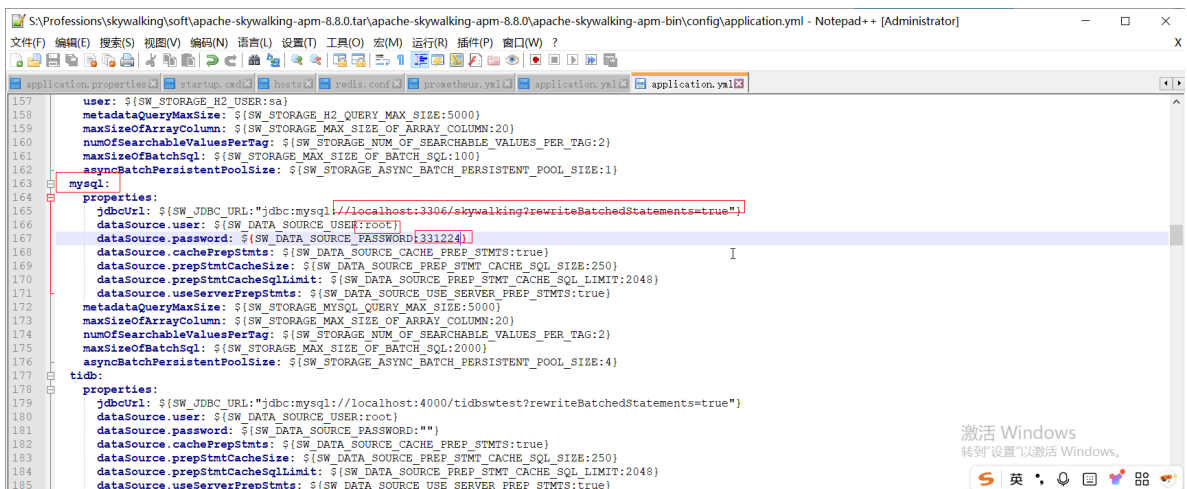 S:\Professions\skywalking\soft\apache-skywalking-apm-8.8.0.tar\apache-skywalking-apm-8.8.0\apache-skywalking-apm-bin\config\application.yml - Notepad++ [Administrator]
文件(F) 编辑(E) 搜索(S) 视图(V) 编码(N) 语言(L) 设置(T) 工具(O) 宏(M) 运行(R) 插件(P) 窗口(W) ? X
application.properties startup.cmd hosts redis.conf prometheus.yml application.yml application.yml
157 user: ${SW_STORAGE_H2_USER:sa}
158 metadataQueryMaxSize: ${SW_STORAGE_H2_QUERY_MAX_SIZE:5000}
159 maxSizeOfArrayColumn: ${SW_STORAGE_MAX_SIZE_OF_ARRAY_COLUMN:20}
160 numOfSearchableValuesPerTag: ${SW_STORAGE_NUM_OF_SEARCHABLE_VALUES_PER_TAG:2}
161 maxSizeOfBatchSql: ${SW_STORAGE_MAX_SIZE_OF_BATCH_SQL:100}
162 asyncBatchPersistentPoolSize: ${SW_STORAGE_ASYNC_BATCH_PERSISTENT_POOL_SIZE:1}
163 mysql:
164 properties:
165 jdbcUrl: ${SW_JDBC_URL:"jdbc:mysql://localhost:3306/skywalking?rewriteBatchedStatements=true"}
166 dataSource.user: ${SW_DATA_SOURCE_USER:root}
167 dataSource.password: ${SW_DATA_SOURCE_PASSWORD:331224}
168 dataSource.cachePrepStmts: ${SW_DATA_SOURCE_CACHE_PREP_STMTS:true}
169 dataSource.prepStmtCacheSize: ${SW_DATA_SOURCE_PREP_STMT_CACHE_SQL_SIZE:250}
170 dataSource.prepStmtCacheSqlLimit: ${SW_DATA_SOURCE_PREP_STMT_CACHE_SQL_LIMIT:2048}
171 dataSource.useServerPrepStmts: ${SW_DATA_SOURCE_USE_SERVER_PREP_STMTS:true}
172 metadataQueryMaxSize: ${SW_STORAGE_MYSQL_QUERY_MAX_SIZE:5000}
173 maxSizeOfArrayColumn: ${SW_STORAGE_MAX_SIZE_OF_ARRAY_COLUMN:20}
174 numOfSearchableValuesPerTag: ${SW_STORAGE_NUM_OF_SEARCHABLE_VALUES_PER_TAG:2}
175 maxSizeOfBatchSql: ${SW_STORAGE_MAX_SIZE_OF_BATCH_SQL:2000}
176 asyncBatchPersistentPoolSize: ${SW_STORAGE_ASYNC_BATCH_PERSISTENT_POOL_SIZE:4}
177 tidb:
178 properties:
179 jdbcUrl: ${SW_JDBC_URL:"jdbc:mysql://localhost:4000/tidbswtest?rewriteBatchedStatements=true"}
180 dataSource.user: ${SW_DATA_SOURCE_USER:root}
181 dataSource.password: ${SW_DATA_SOURCE_PASSWORD:""}
182 dataSource.cachePrepStmts: ${SW_DATA_SOURCE_CACHE_PREP_STMTS:true}
183 dataSource.prepStmtCacheSize: ${SW_DATA_SOURCE_PREP_STMT_CACHE_SQL_SIZE:250}
184 dataSource.prepStmtCacheSqlLimit: ${SW_DATA_SOURCE_PREP_STMT_CACHE_SQL_LIMIT:2048}
185 dataSource.useServerPrepStmts: ${SW_DATA_SOURCE_USE_SERVER_PREP_STMTS:true}
激活 Windows
转到"设置"以激活 Windows。
英